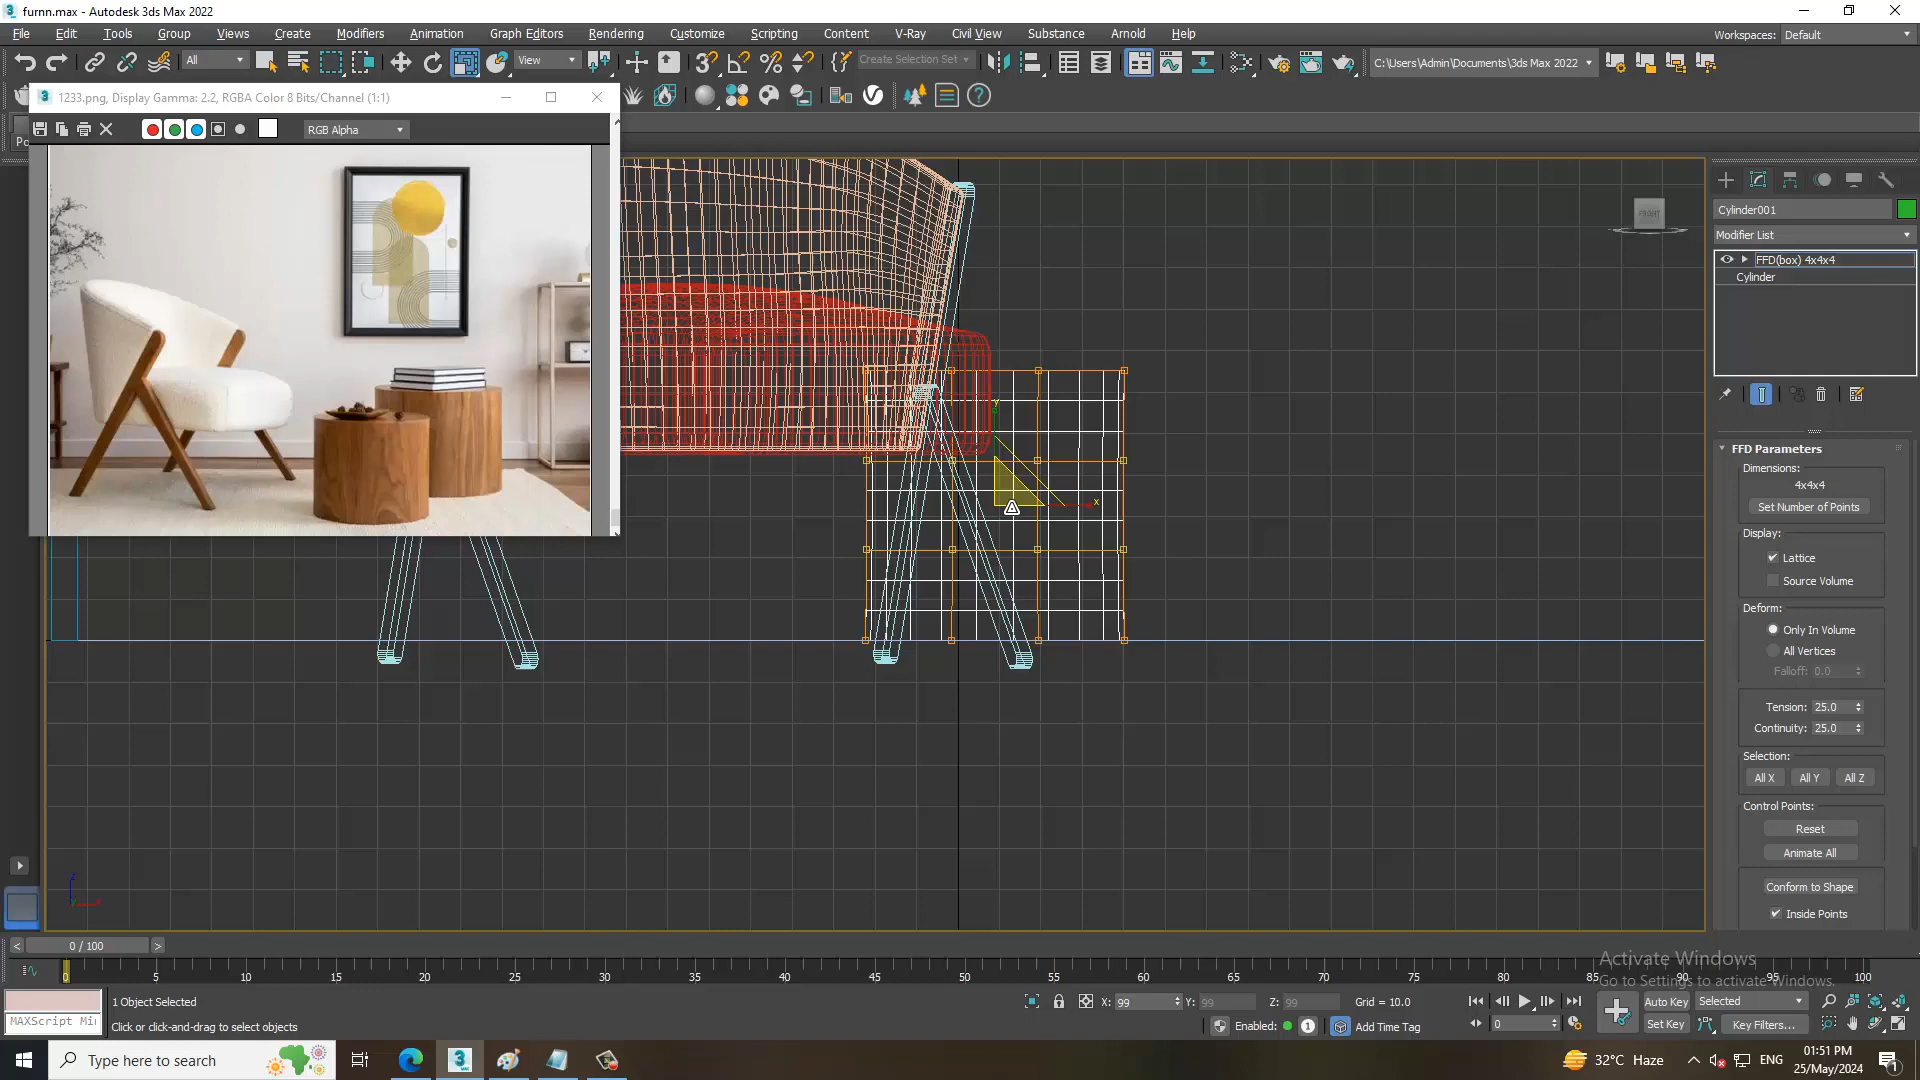 furnn.max - Autodesk 3ds Max 2022
File Edit Tools Group Views Create Modifiers Animation Graph Editors Rendering Customize Scripting Content V-Ray Civil View Substance Arnold Help
Workspaces: Default
All
View
Create Selection Set
C:\Users\Admin\Documents\3ds Max 2022
1233.png, Display Gamma: 2.2, RGBA Color 8 Bits/Channel (1:1)
RGB Alpha
FRONT
Cylinder001
Modifier List
FFD(box) 4x4x4
Cylinder
FFD Parameters
Dimensions:
4x4x4
Set Number of Points
Display:
Lattice
Source Volume
Deform:
Only In Volume
All Vertices
Falloff: 0.0
Tension: 25.0
Continuity: 25.0
Selection:
All X All Y All Z
Control Points:
Reset
Animate All
Conform to Shape
Inside Points
y
x
z
x
0 / 100
0 5 10 15 20 25 30 35 40 45 50 55 60 65 70 75 80 85 90 95 100
Activate Windows
Go to Settings to activate Windows.
1 Object Selected
X: 99 Y: 99 Z: 99 Grid = 10.0
Auto Key Selected
MAXScript Mi
Click or click-and-drag to select objects
Enabled: 1 Add Time Tag
0
Set Key Key Filters...
Type here to search
32°C Haze
ENG
01:51 PM
25/May/2024
1